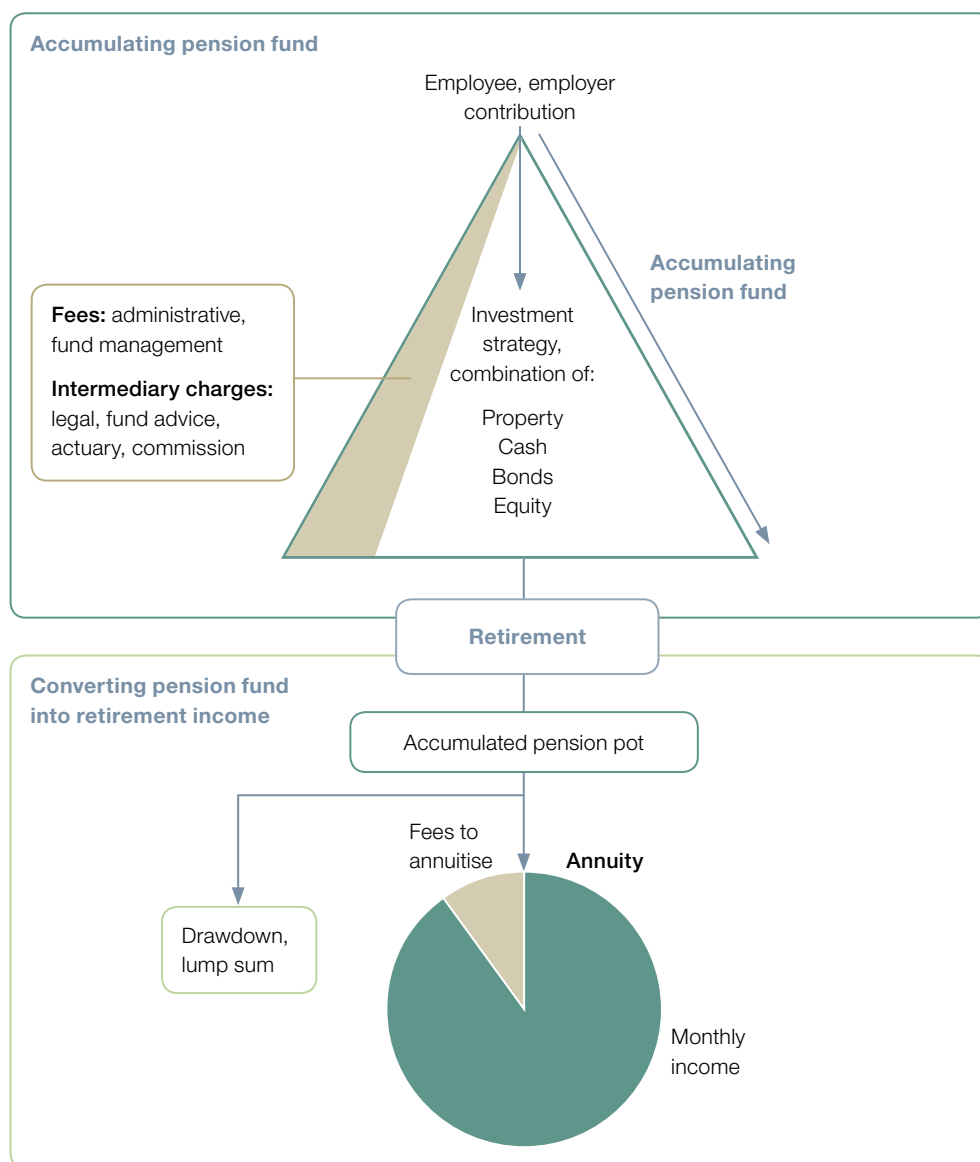 Accumulating pension fund
Employee, employer
contribution
Accumulating
pension fund
Fees: administrative,
fund management
Intermediary charges:
legal, fund advice,
actuary, commission
Investment
strategy,
combination of:
Property
Cash
Bonds
Equity
Retirement
Converting pension fund
into retirement income
Accumulated pension pot
Fees to
annuitise
Annuity
Drawdown,
lump sum
Monthly
income